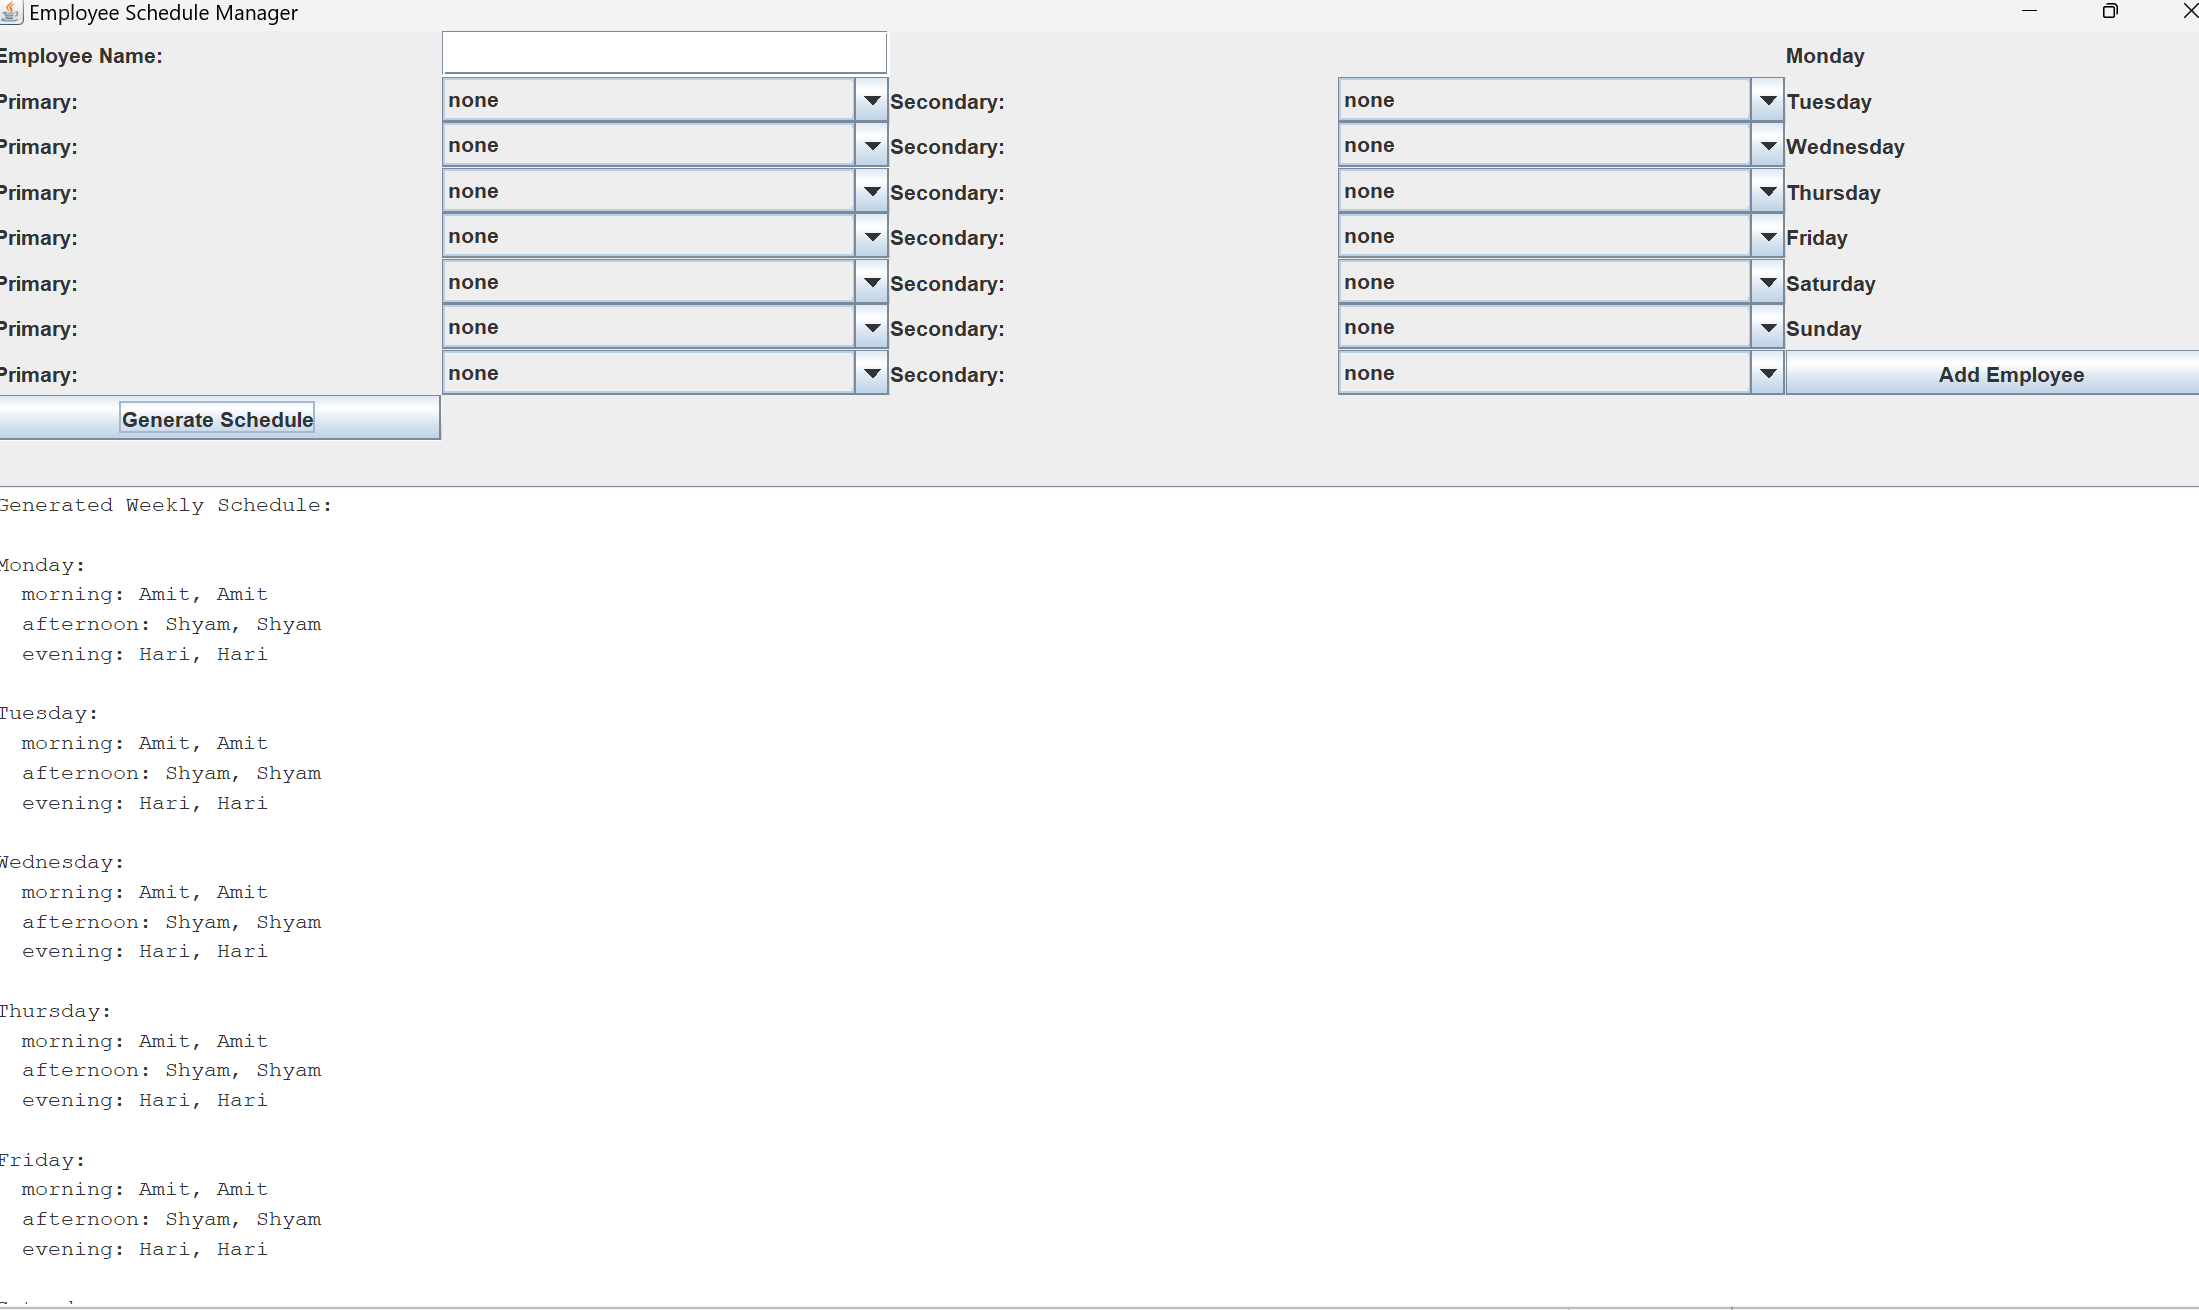 Employee Schedule Manager
Employee Name: Monday
Primary: none Secondary: none Tuesday
Primary: none Secondary: none Wednesday
Primary: none Secondary: none Thursday
Primary: none Secondary: none Friday
Primary: none Secondary: none Saturday
Primary: none Secondary: none Sunday
Primary: none Secondary: none Add Employee
Generate Schedule
Generated Weekly Schedule:
Monday:
morning: Amit, Amit
afternoon: Shyam, Shyam
evening: Hari, Hari
Tuesday:
morning: Amit, Amit
afternoon: Shyam, Shyam
evening: Hari, Hari
Wednesday:
morning: Amit, Amit
afternoon: Shyam, Shyam
evening: Hari, Hari
Thursday:
morning: Amit, Amit
afternoon: Shyam, Shyam
evening: Hari, Hari
Friday:
morning: Amit, Amit
afternoon: Shyam, Shyam
evening: Hari, Hari